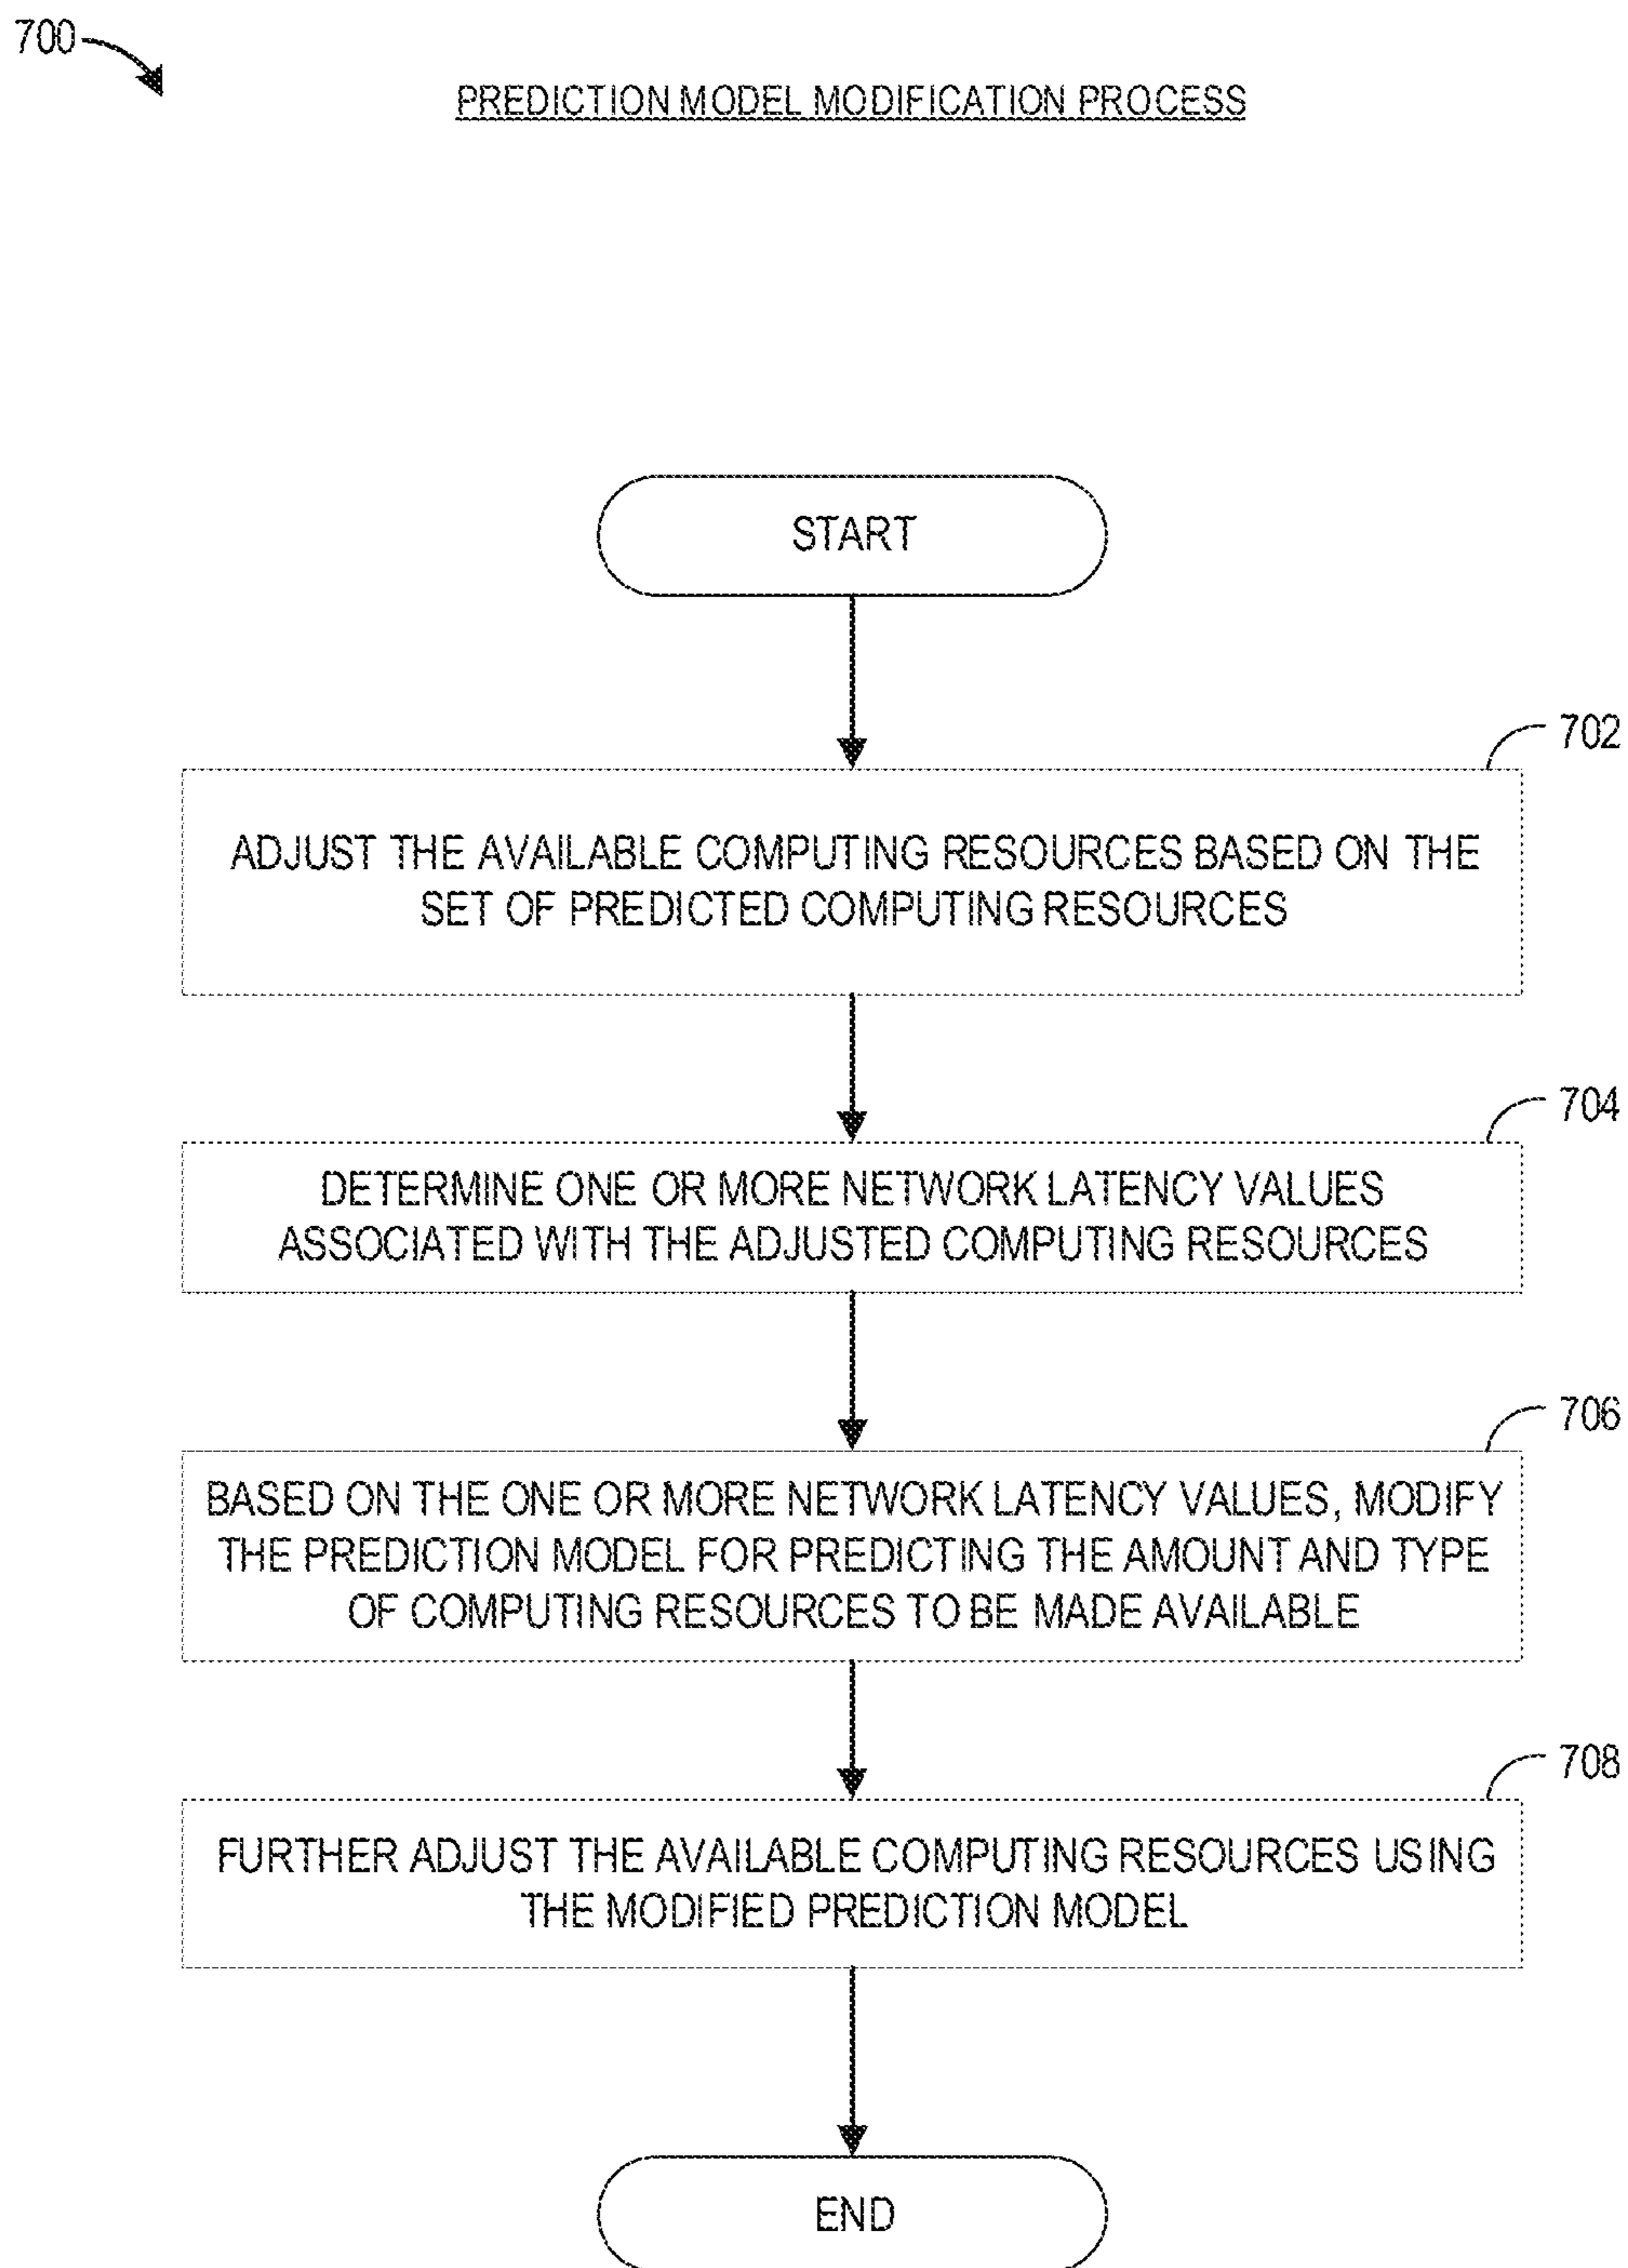 700
PREDICTION MODEL MODIFICATION PROCESS
START
702
ADJUST THE AVAILABLE COMPUTING RESOURCES BASED ON THE
SET OF PREDICTED COMPUTING RESOURCES
704
DETERMINE ONE OR MORE NETWORK LATENCY VALUES
ASSOCIATED WITH THE ADJUSTED COMPUTING RESOURCES
706
BASED ON THE ONE OR MORE NETWORK LATENCY VALUES, MODIFY
THE PREDICTION MODEL FOR PREDICTING THE AMOUNT AND TYPE
OF COMPUTING RESOURCES TO BE MADE AVAILABLE
708
FURTHER ADJUST THE AVAILABLE COMPUTING RESOURCES USING
THE MODIFIED PREDICTION MODEL
END